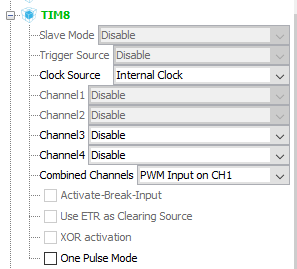 TIM8
Slave Mode Disable
Trigger Source Disable
Clock Source Internal Clock
Channel1 Disable
Channel2 Disable
Channel3 Disable
Channel4 Disable
Combined Channels PWM Input on CH1
Activate-Break-Input
Use ETR as Clearing Source
XOR activation
One Pulse Mode